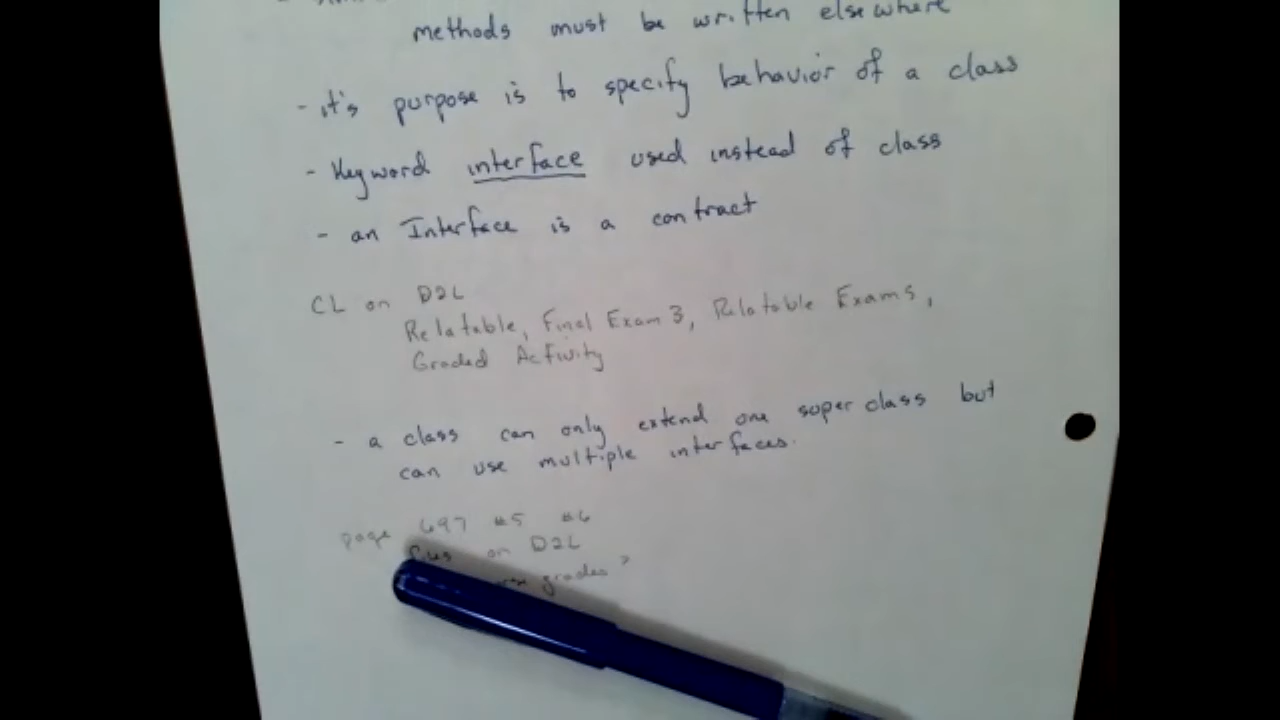 methods must be written elsewhere
- it's purpose is to specify behavior of a class
- Keyword interface used instead of class
- an Interface is a contract
CL on D2L
Relatable, Final Exam 3, Relatable Exams,
Graded Activity
- a class can only extend one super class but
can use multiple interfaces.
page 697 #5 #6
on D2L
grades ?